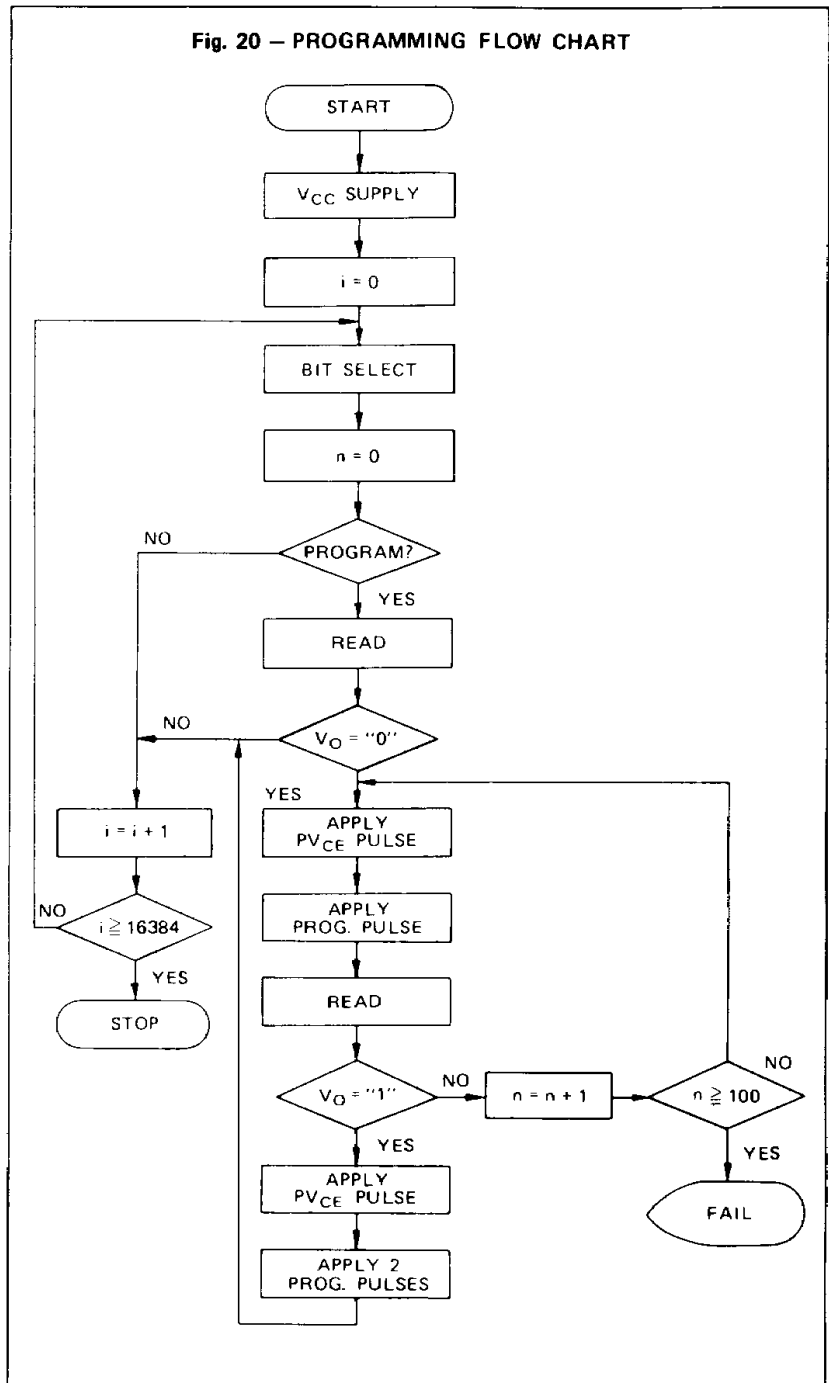 Fig. 20 – PROGRAMMING FLOW CHART
START
VCC SUPPLY
i = 0
BIT SELECT
n = 0
NO
PROGRAM?
YES
READ
NO
VO = "0"
YES
APPLY
PVCE PULSE
i = i + 1
APPLY
PROG. PULSE
NO
i ≧ 16384
YES
READ
STOP
VO = "1"
NO
n = n + 1
n ≧ 100
NO
YES
YES
APPLY
PVCE PULSE
FAIL
APPLY 2
PROG. PULSES